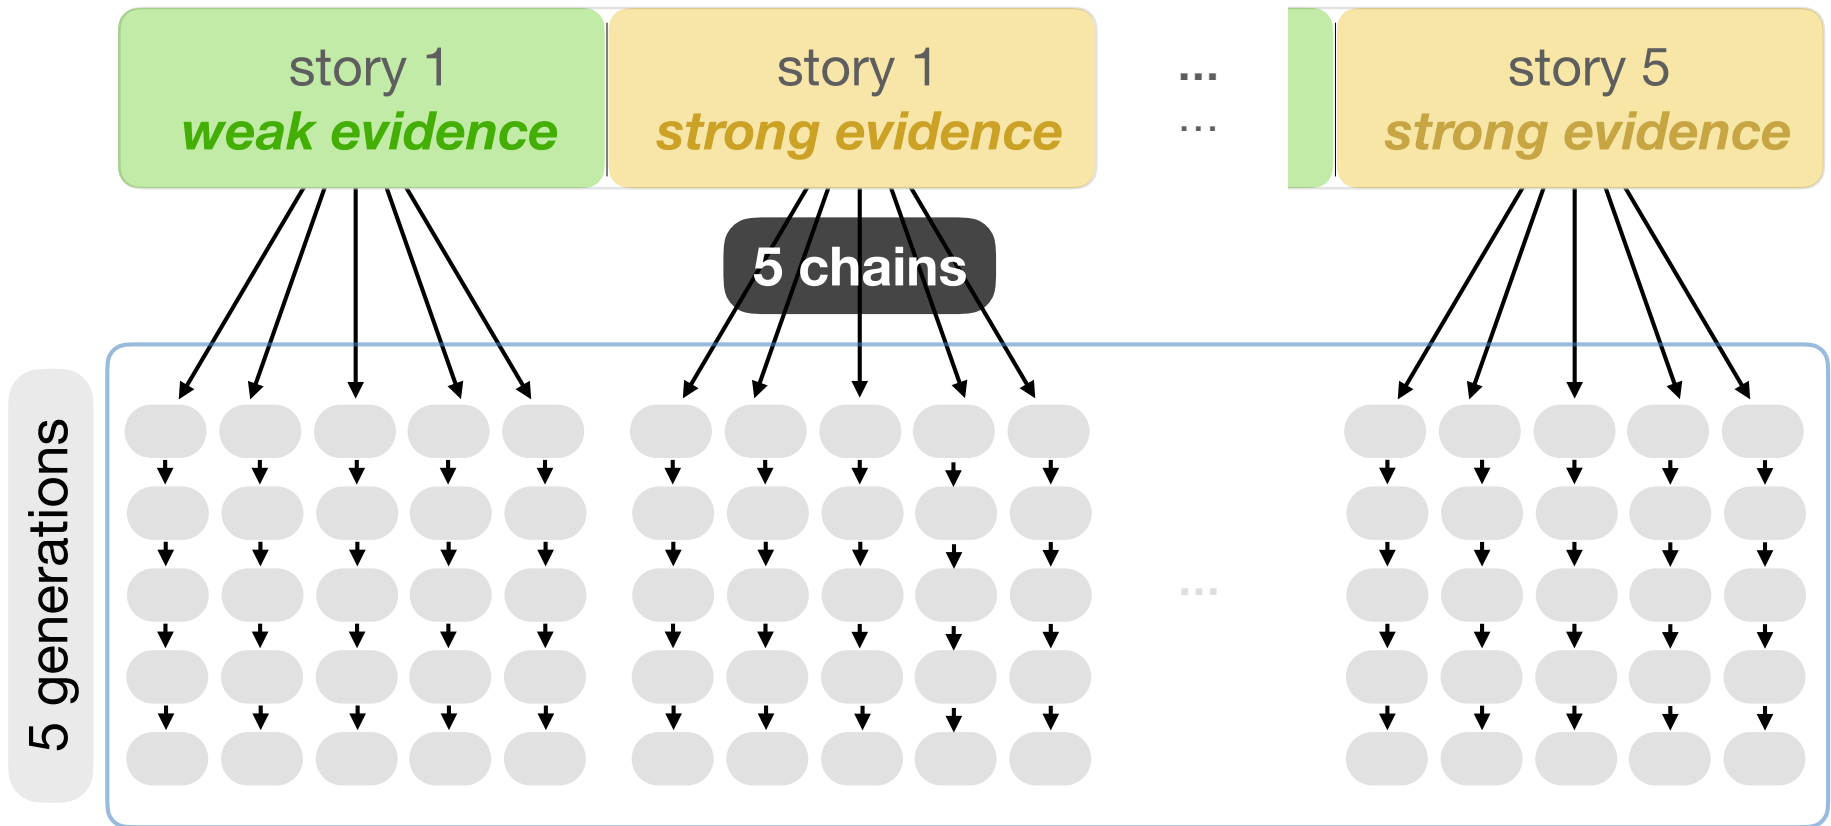 story 1
weak evidence
story 1
strong evidence
...
...
story 5
strong evidence
5 chains
5 generations
...